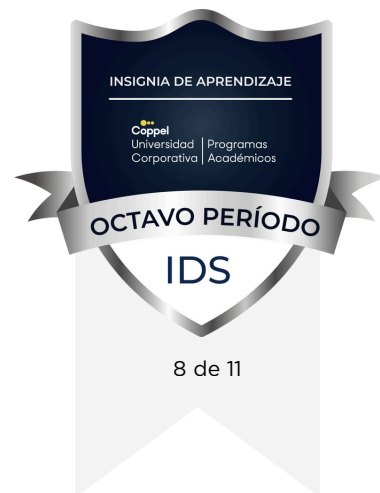 INSIGNIA DE APRENDIZAJE
Coppel
Universidad | Programas
Corporativa | Académicos
OCTAVO PERÍODO
IDS
8 de 11